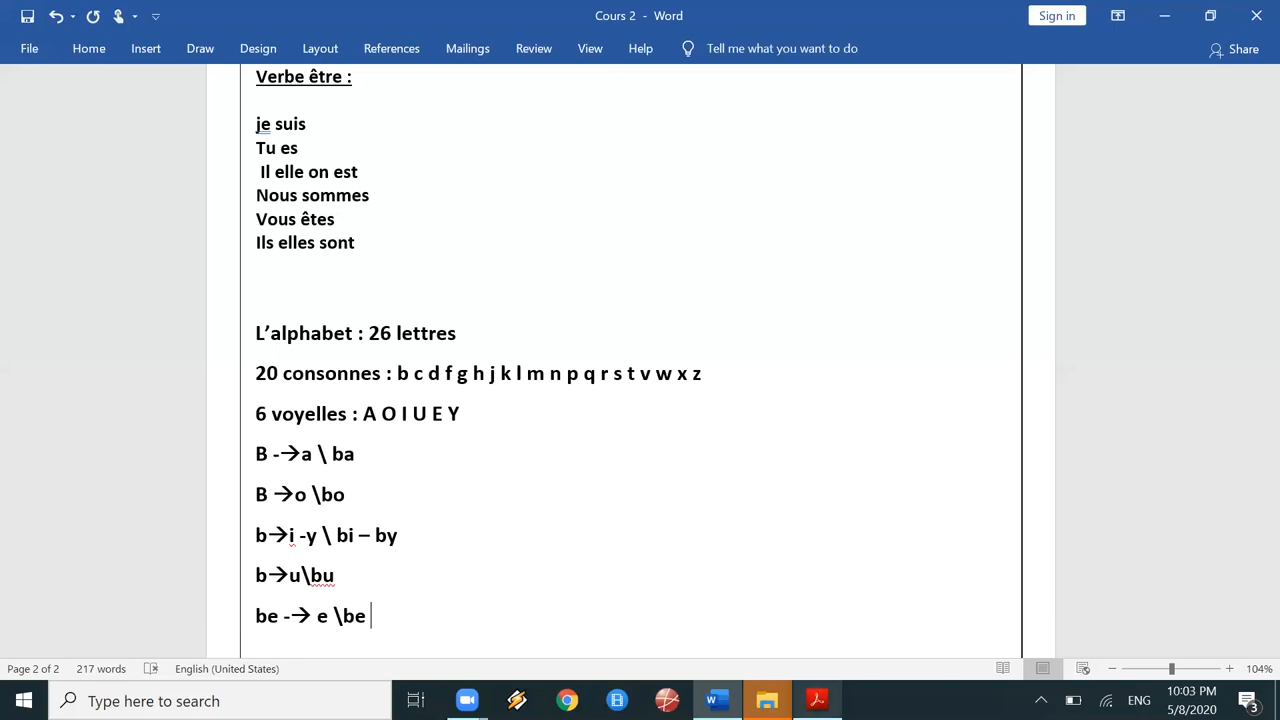 Cours 2 - Word
Sign in
File Home Insert Draw Design Layout References Mailings Review View Help Tell me what you want to do Share
Verbe être :
je suis
Tu es
Il elle on est
Nous sommes
Vous êtes
Ils elles sont
L’alphabet : 26 lettres
20 consonnes : b c d f g h j k l m n p q r s t v w x z
6 voyelles : A O I U E Y
B -→a \ ba
B →o \bo
b→i -y \ bi – by
b→u\bu
be -→ e \be
Page 2 of 2 217 words English (United States) 104%
Type here to search
ENG
10:03 PM
5/8/2020
3